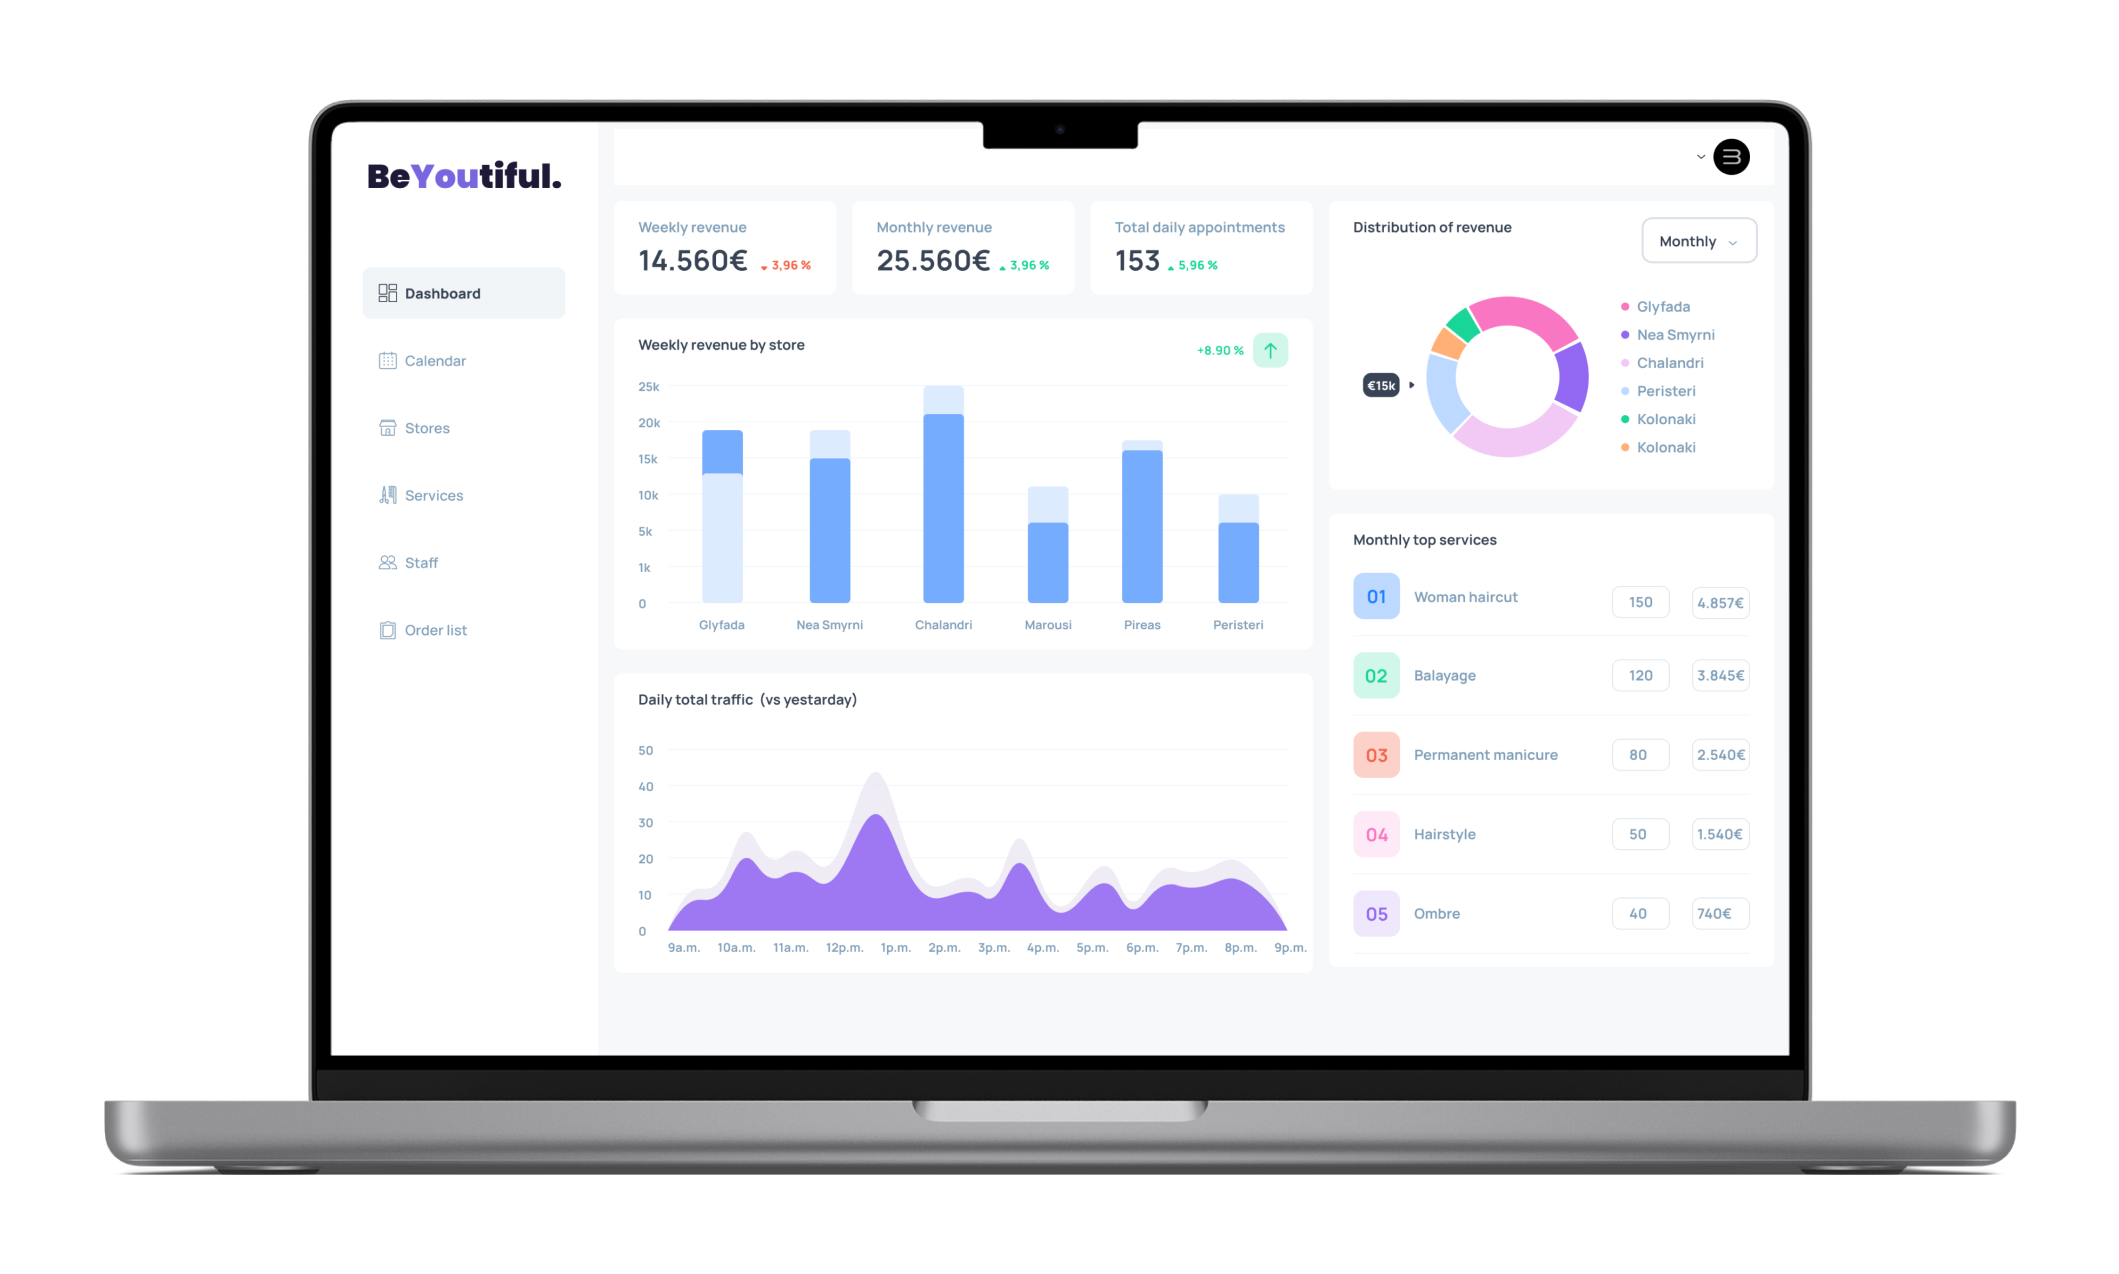 BeYoutiful.
Dashboard
Calendar
Stores
Services
Staff
Order list
Weekly revenue
14.560€ 3,96 %
Monthly revenue
25.560€ 3,96 %
Total daily appointments
153 5,96 %
Weekly revenue by store
+8.90 %
25k
20k
15k
10k
5k
1k
0
Glyfada Nea Smyrni Chalandri Marousi Pireas Peristeri
Daily total traffic (vs yestarday)
50
40
30
20
10
0
9a.m. 10a.m. 11a.m. 12p.m. 1p.m. 2p.m. 3p.m. 4p.m. 5p.m. 6p.m. 7p.m. 8p.m. 9p.m.
Distribution of revenue
Monthly
€15k
Glyfada
Nea Smyrni
Chalandri
Peristeri
Kolonaki
Kolonaki
Monthly top services
01 Woman haircut 150 4.857€
02 Balayage 120 3.845€
03 Permanent manicure 80 2.540€
04 Hairstyle 50 1.540€
05 Ombre 40 740€